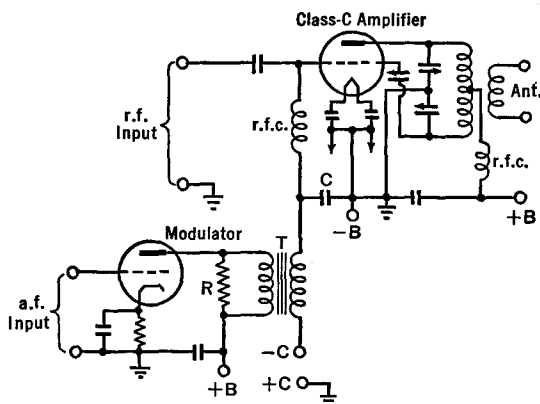 Class-C Amplifier
r.f.
Input
r.f.c.
Ant.
r.f.c.
C
-B
+B
Modulator
T
R
a.f.
Input
-C
+B
+C